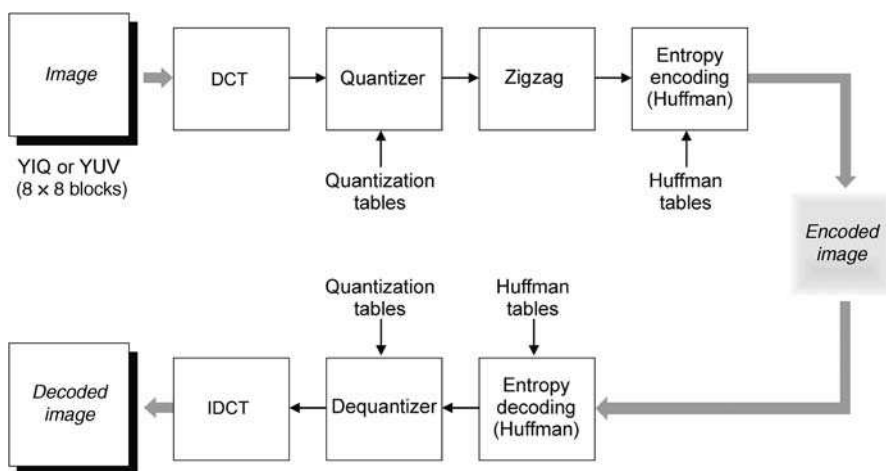 Image
DCT
Quantizer
Zigzag
Entropy
encoding
(Huffman)
YIQ or YUV
(8 × 8 blocks)
Quantization
tables
Huffman
tables
Encoded
image
Quantization
tables
Huffman
tables
Decoded
image
IDCT
Dequantizer
Entropy
decoding
(Huffman)